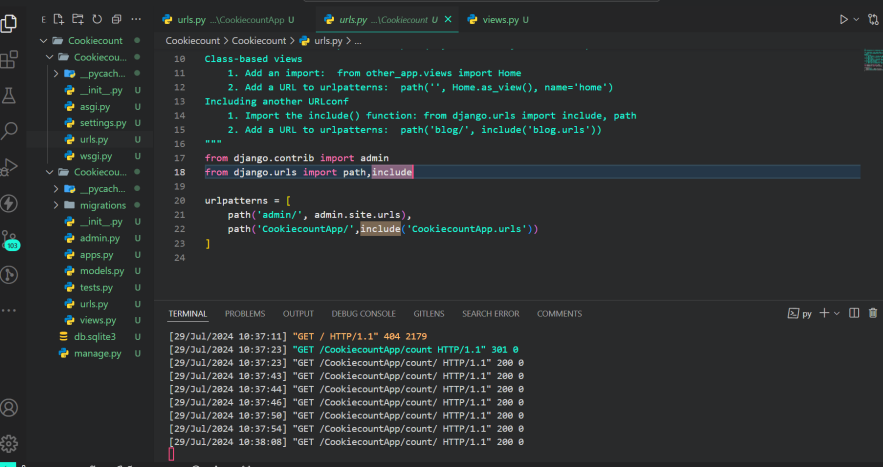 urls.py ...\CookiecountApp U
urls.py ...\Cookiecount U
views.py U
Cookiecount > Cookiecount > urls.py > ...
Cookiecount
Cookiecou...
__pycach...
__init__.py U
asgi.py U
settings.py U
urls.py U
wsgi.py U
Cookiecou...
__pycach...
migrations
__init__.py U
admin.py U
apps.py U
models.py U
tests.py U
urls.py U
views.py U
db.sqlite3 U
manage.py U
103
10 Class-based views
11 1. Add an import:  from other_app.views import Home
12 2. Add a URL to urlpatterns:  path('', Home.as_view(), name='home')
13 Including another URLconf
14 1. Import the include() function: from django.urls import include, path
15 2. Add a URL to urlpatterns:  path('blog/', include('blog.urls'))
16 """
17 from django.contrib import admin
18 from django.urls import path,include
19
20 urlpatterns = [
21 path('admin/', admin.site.urls),
22 path('CookiecountApp/',include('CookiecountApp.urls'))
23 ]
24
TERMINAL PROBLEMS OUTPUT DEBUG CONSOLE GITLENS SEARCH ERROR COMMENTS
py
[29/Jul/2024 10:37:11] "GET / HTTP/1.1" 404 2179
[29/Jul/2024 10:37:23] "GET /CookiecountApp/count HTTP/1.1" 301 0
[29/Jul/2024 10:37:23] "GET /CookiecountApp/count/ HTTP/1.1" 200 0
[29/Jul/2024 10:37:43] "GET /CookiecountApp/count/ HTTP/1.1" 200 0
[29/Jul/2024 10:37:44] "GET /CookiecountApp/count/ HTTP/1.1" 200 0
[29/Jul/2024 10:37:46] "GET /CookiecountApp/count/ HTTP/1.1" 200 0
[29/Jul/2024 10:37:50] "GET /CookiecountApp/count/ HTTP/1.1" 200 0
[29/Jul/2024 10:37:54] "GET /CookiecountApp/count/ HTTP/1.1" 200 0
[29/Jul/2024 10:38:08] "GET /CookiecountApp/count/ HTTP/1.1" 200 0